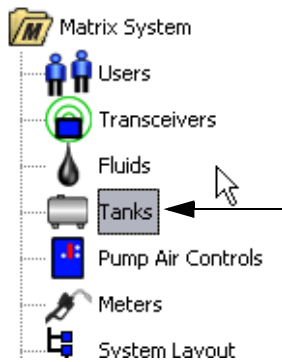 Matrix System
Users
Transceivers
Fluids
Tanks
Pump Air Controls
Meters
System Layout